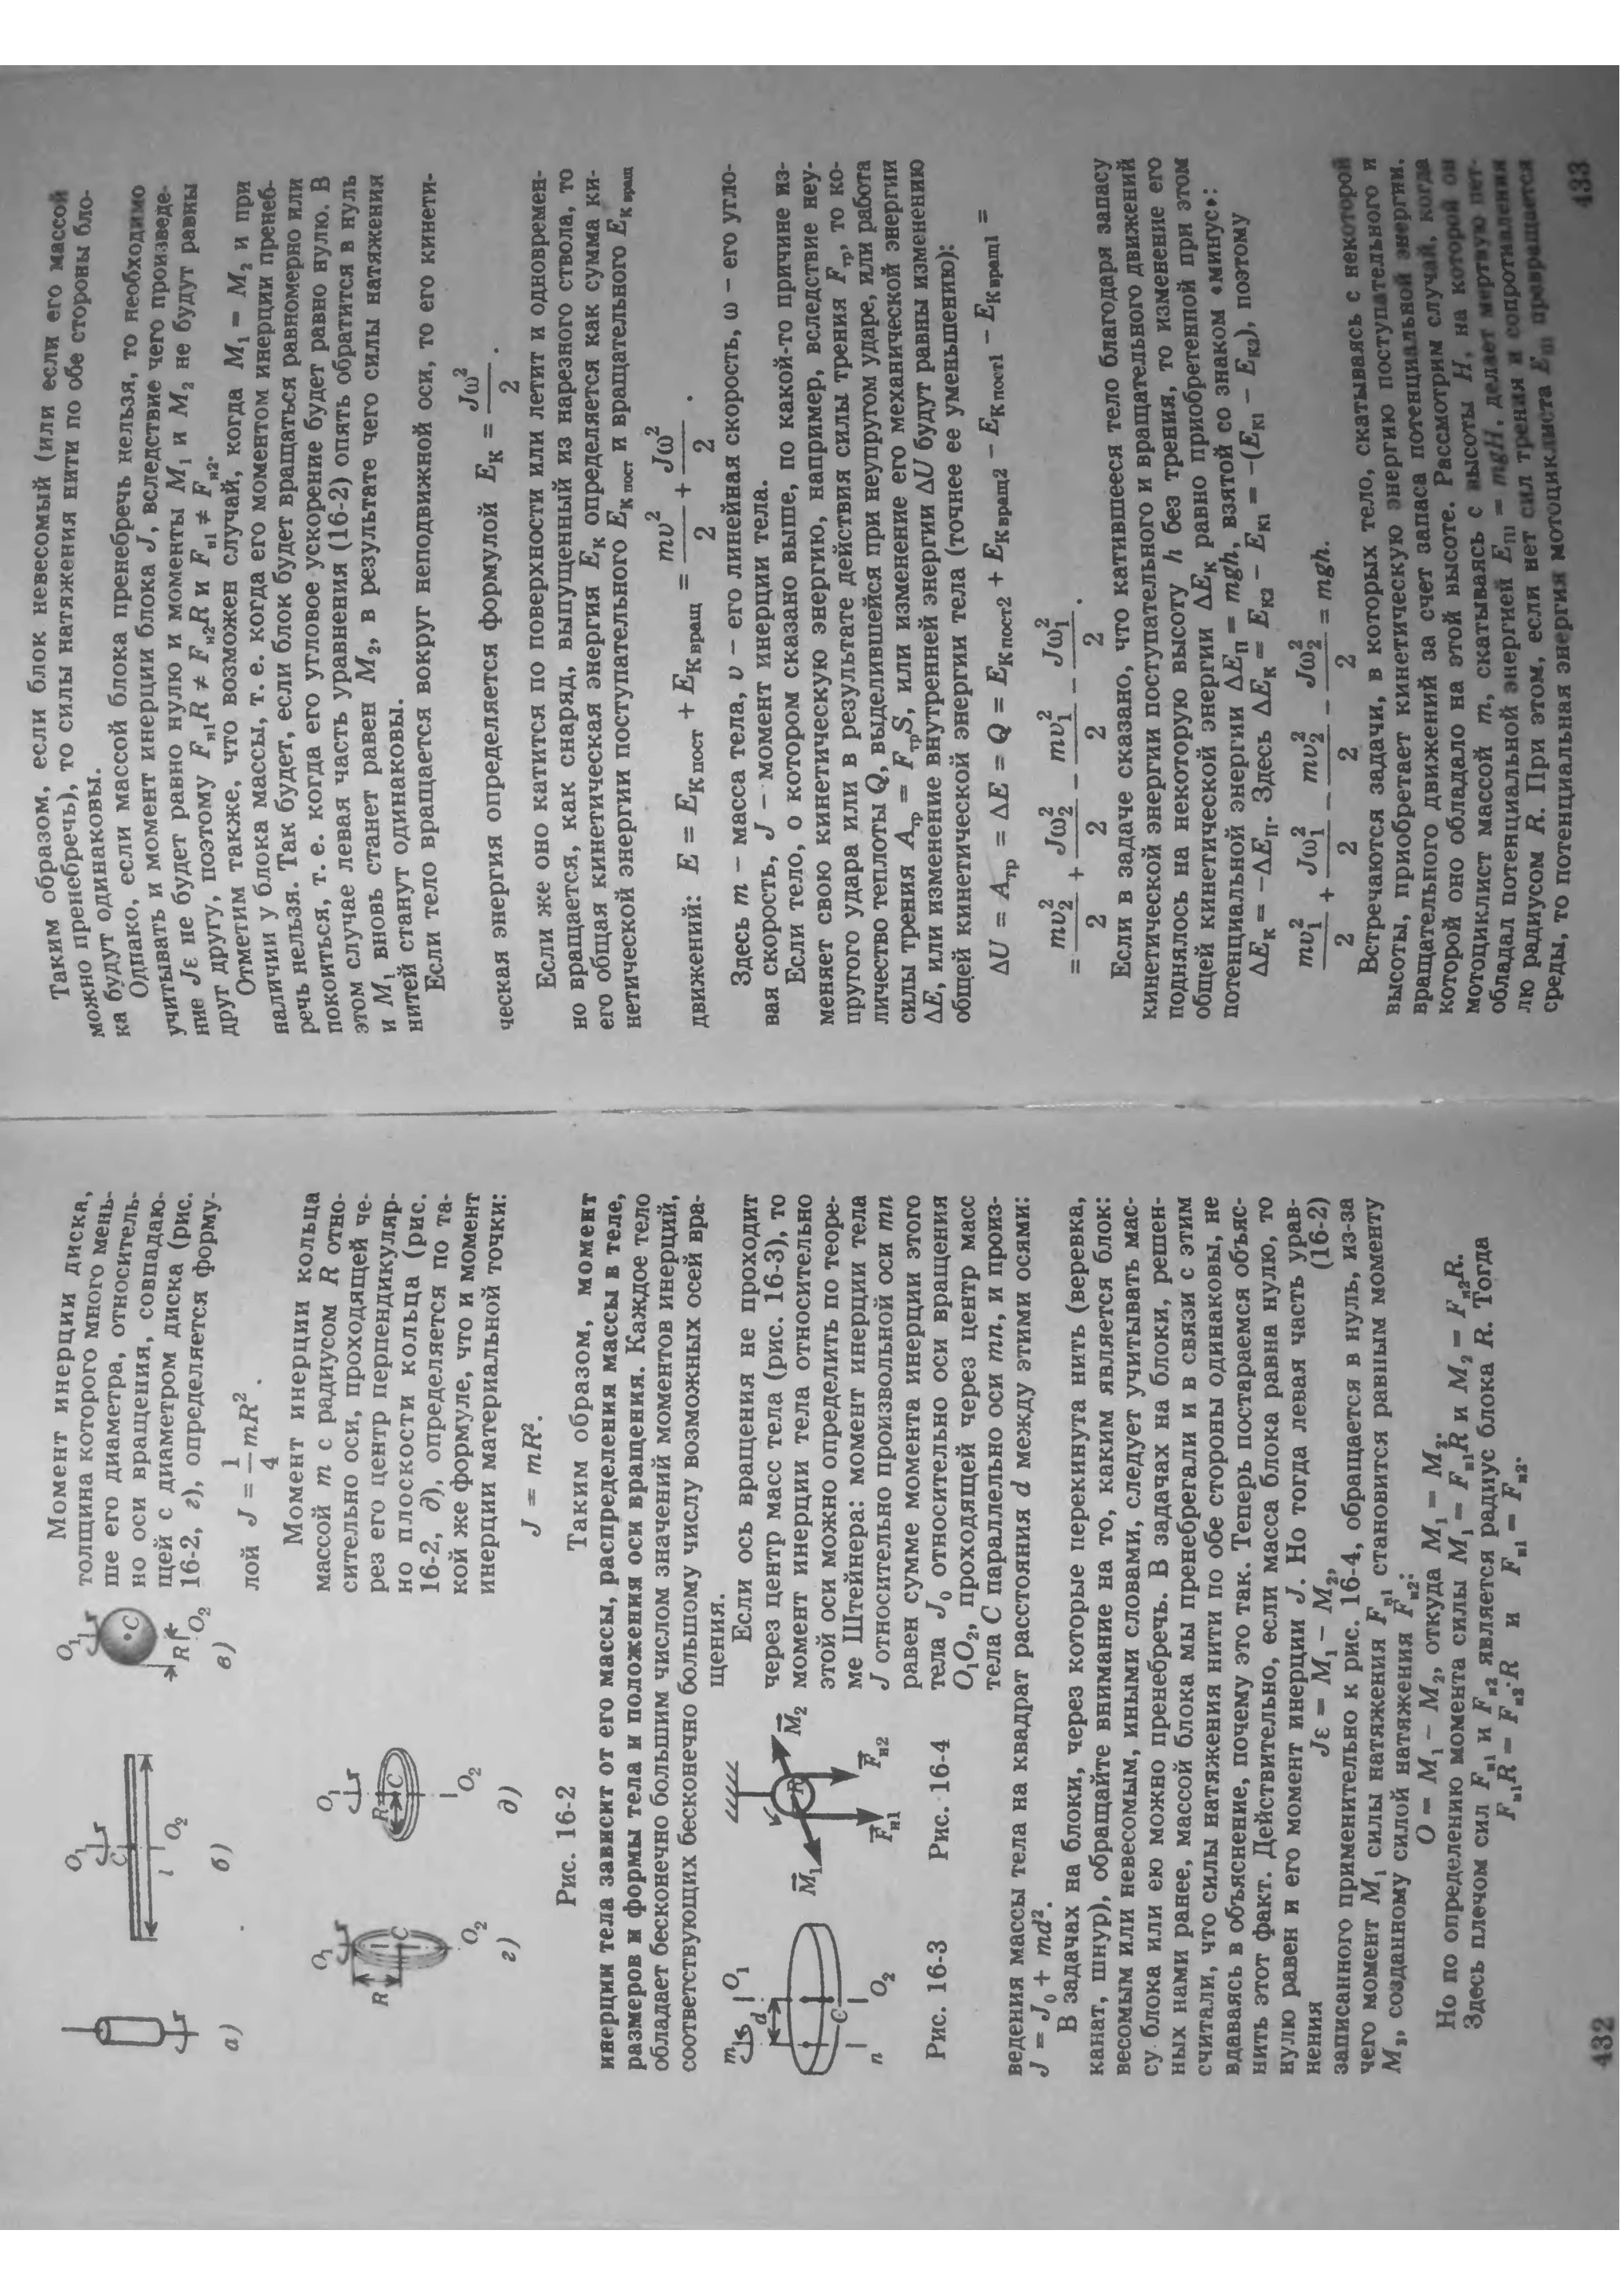 Момент инерции диска,
толщина которого много мень-
ше его диаметра, относитель-
но оси вращения, совпадаю-
щей с диаметром диска (рис.
16-2, г), определяется форму-
лой J = 1/4 mR².
Момент инерции кольца
массой m с радиусом R отно-
сительно оси, проходящей че-
рез его центр перпендикуляр-
но плоскости кольца (рис.
16-2, д), определяется по та-
кой же формуле, что и момент
инерции материальной точки:
J = mR².
O₁ C O₂ l R
а) б) в)
г) д)
Рис. 16-2
Таким образом, момент
инерции тела зависит от его массы, распределения массы в теле,
размеров и формы тела и положения оси вращения. Каждое тело
обладает бесконечно большим числом значений моментов инерций,
соответствующих бесконечно большому числу возможных осей вра-
щения.
Если ось вращения не проходит
через центр масс тела (рис. 16-3), то
момент инерции тела относительно
этой оси можно определить по теоре-
ме Штейнера: момент инерции тела
J относительно произвольной оси mn
равен сумме момента инерции этого
тела J₀ относительно оси вращения
O₁O₂, проходящей через центр масс
тела C параллельно оси mn, и произ-
m O₁ d C n O₂
M₁ M₂ R Fн1 Fн2
Рис. 16-3 Рис. 16-4
ведения массы тела на квадрат расстояния d между этими осями:
J = J₀ + md².
В задачах на блоки, через которые перекинута нить (веревка,
канат, шнур), обращайте внимание на то, каким является блок:
весомым или невесомым, иными словами, следует учитывать мас-
су блока или ею можно пренебречь. В задачах на блоки, решен-
ных нами ранее, массой блока мы пренебрегали и в связи с этим
считали, что силы натяжения нити по обе стороны одинаковы, не
вдаваясь в объяснение, почему это так. Теперь постараемся объяс-
нить этот факт. Действительно, если масса блока равна нулю, то
нулю равен и его момент инерции J. Но тогда левая часть урав-
нения Jε = M₁ – M₂, (16-2)
записанного применительно к рис. 16-4, обращается в нуль, из-за
чего момент M₁ силы натяжения Fн1 становится равным моменту
M₂, созданному силой натяжения Fн2:
O = M₁ – M₂, откуда M₁ = M₂.
Но по определению момента силы M₁ = Fн1R и M₂ = Fн2R.
Здесь плечом сил Fн1 и Fн2 является радиус блока R. Тогда
Fн1R = Fн2·R и Fн1 = Fн2.
432
Таким образом, если блок невесомый (или если его массой
можно пренебречь), то силы натяжения нити по обе стороны бло-
ка будут одинаковы.
Однако, если массой блока пренебречь нельзя, то необходимо
учитывать и момент инерции блока J, вследствие чего произведе-
ние Jε не будет равно нулю и моменты M₁ и M₂ не будут равны
друг другу, поэтому Fн1R ≠ Fн2R и Fн1 ≠ Fн2.
Отметим также, что возможен случай, когда M₁ = M₂ и при
наличии у блока массы, т. е. когда его моментом инерции пренеб-
речь нельзя. Так будет, если блок будет вращаться равномерно или
покоиться, т. е. когда его угловое ускорение будет равно нулю. В
этом случае левая часть уравнения (16-2) опять обратится в нуль
и M₁ вновь станет равен M₂, в результате чего силы натяжения
нитей станут одинаковы.
Если тело вращается вокруг неподвижной оси, то его кинети-
ческая энергия определяется формулой Eк = Jω²/2.
Если же оно катится по поверхности или летит и одновремен-
но вращается, как снаряд, выпущенный из нарезного ствола, то
его общая кинетическая энергия Eк определяется как сумма ки-
нетической энергии поступательного Eк пост и вращательного Eк вращ
движений: E = Eк пост + Eк вращ = mv²/2 + Jω²/2.
Здесь m – масса тела, v – его линейная скорость, ω – его угло-
вая скорость, J – момент инерции тела.
Если тело, о котором сказано выше, по какой-то причине из-
меняет свою кинетическую энергию, например, вследствие неу-
пругого удара или в результате действия силы трения Fтр, то ко-
личество теплоты Q, выделившейся при неупругом ударе, или работа
силы трения Aтр = FтрS, или изменение его механической энергии
ΔE, или изменение внутренней энергии ΔU будут равны изменению
общей кинетической энергии тела (точнее ее уменьшению):
ΔU = Aтр = ΔE = Q = Eк пост2 + Eк вращ2 – Eк пост1 – Eк вращ1 =
= mv₂²/2 + Jω₂²/2 – mv₁²/2 – Jω₁²/2.
Если в задаче сказано, что катившееся тело благодаря запасу
кинетической энергии поступательного и вращательного движений
поднялось на некоторую высоту h без трения, то изменение его
общей кинетической энергии ΔEк равно приобретенной при этом
потенциальной энергии ΔEп = mgh, взятой со знаком «минус»:
ΔEк = –ΔEп. Здесь ΔEк = Eк2 – Eк1 = –(Eк1 – Eк2), поэтому
mv₁²/2 + Jω₁²/2 – mv₂²/2 – Jω₂²/2 = mgh.
Встречаются задачи, в которых тело, скатываясь с некоторой
высоты, приобретает кинетическую энергию поступательного и
вращательного движений за счет запаса потенциальной энергии,
которой оно обладало на этой высоте. Рассмотрим случай, когда
мотоциклист массой m, скатываясь с высоты H, на которой он
обладал потенциальной энергией Eп1 = mgH, делает мертвую пет-
лю радиусом R. При этом, если нет сил трения и сопротивления
среды, то потенциальная энергия мотоциклиста Eп1 превращается
433